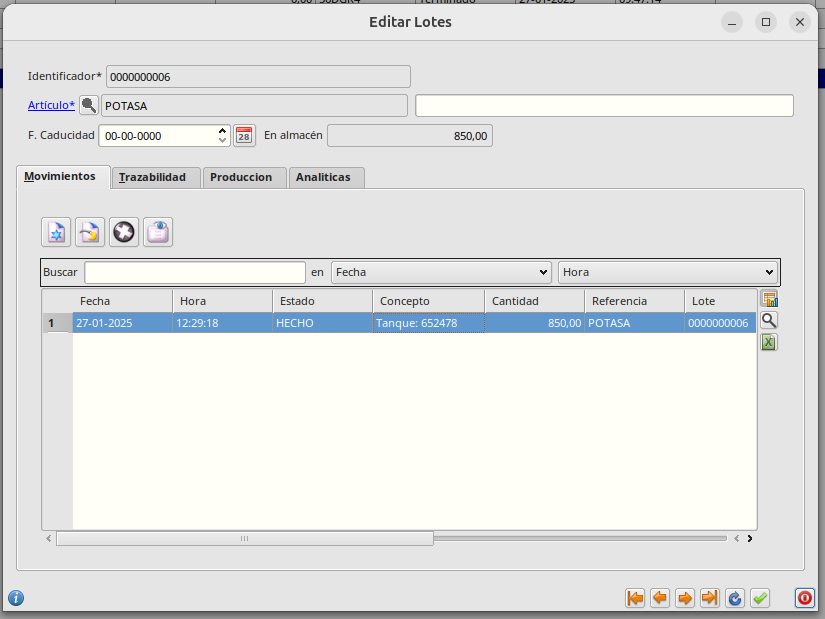 Editar Lotes
Identificador* 0000000006
Artículo* POTASA
F. Caducidad 00-00-0000 28 En almacén 850,00
Movimientos Trazabilidad Produccion Analiticas
Buscar en Fecha Hora
Fecha Hora Estado Concepto Cantidad Referencia Lote
1 27-01-2025 12:29:18 HECHO Tanque: 652478 850,00 POTASA 0000000006